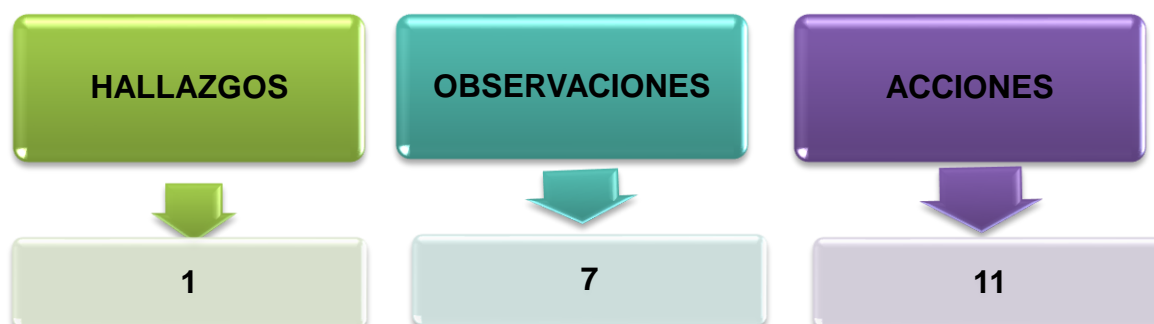 HALLAZGOS
OBSERVACIONES
ACCIONES
1
7
11